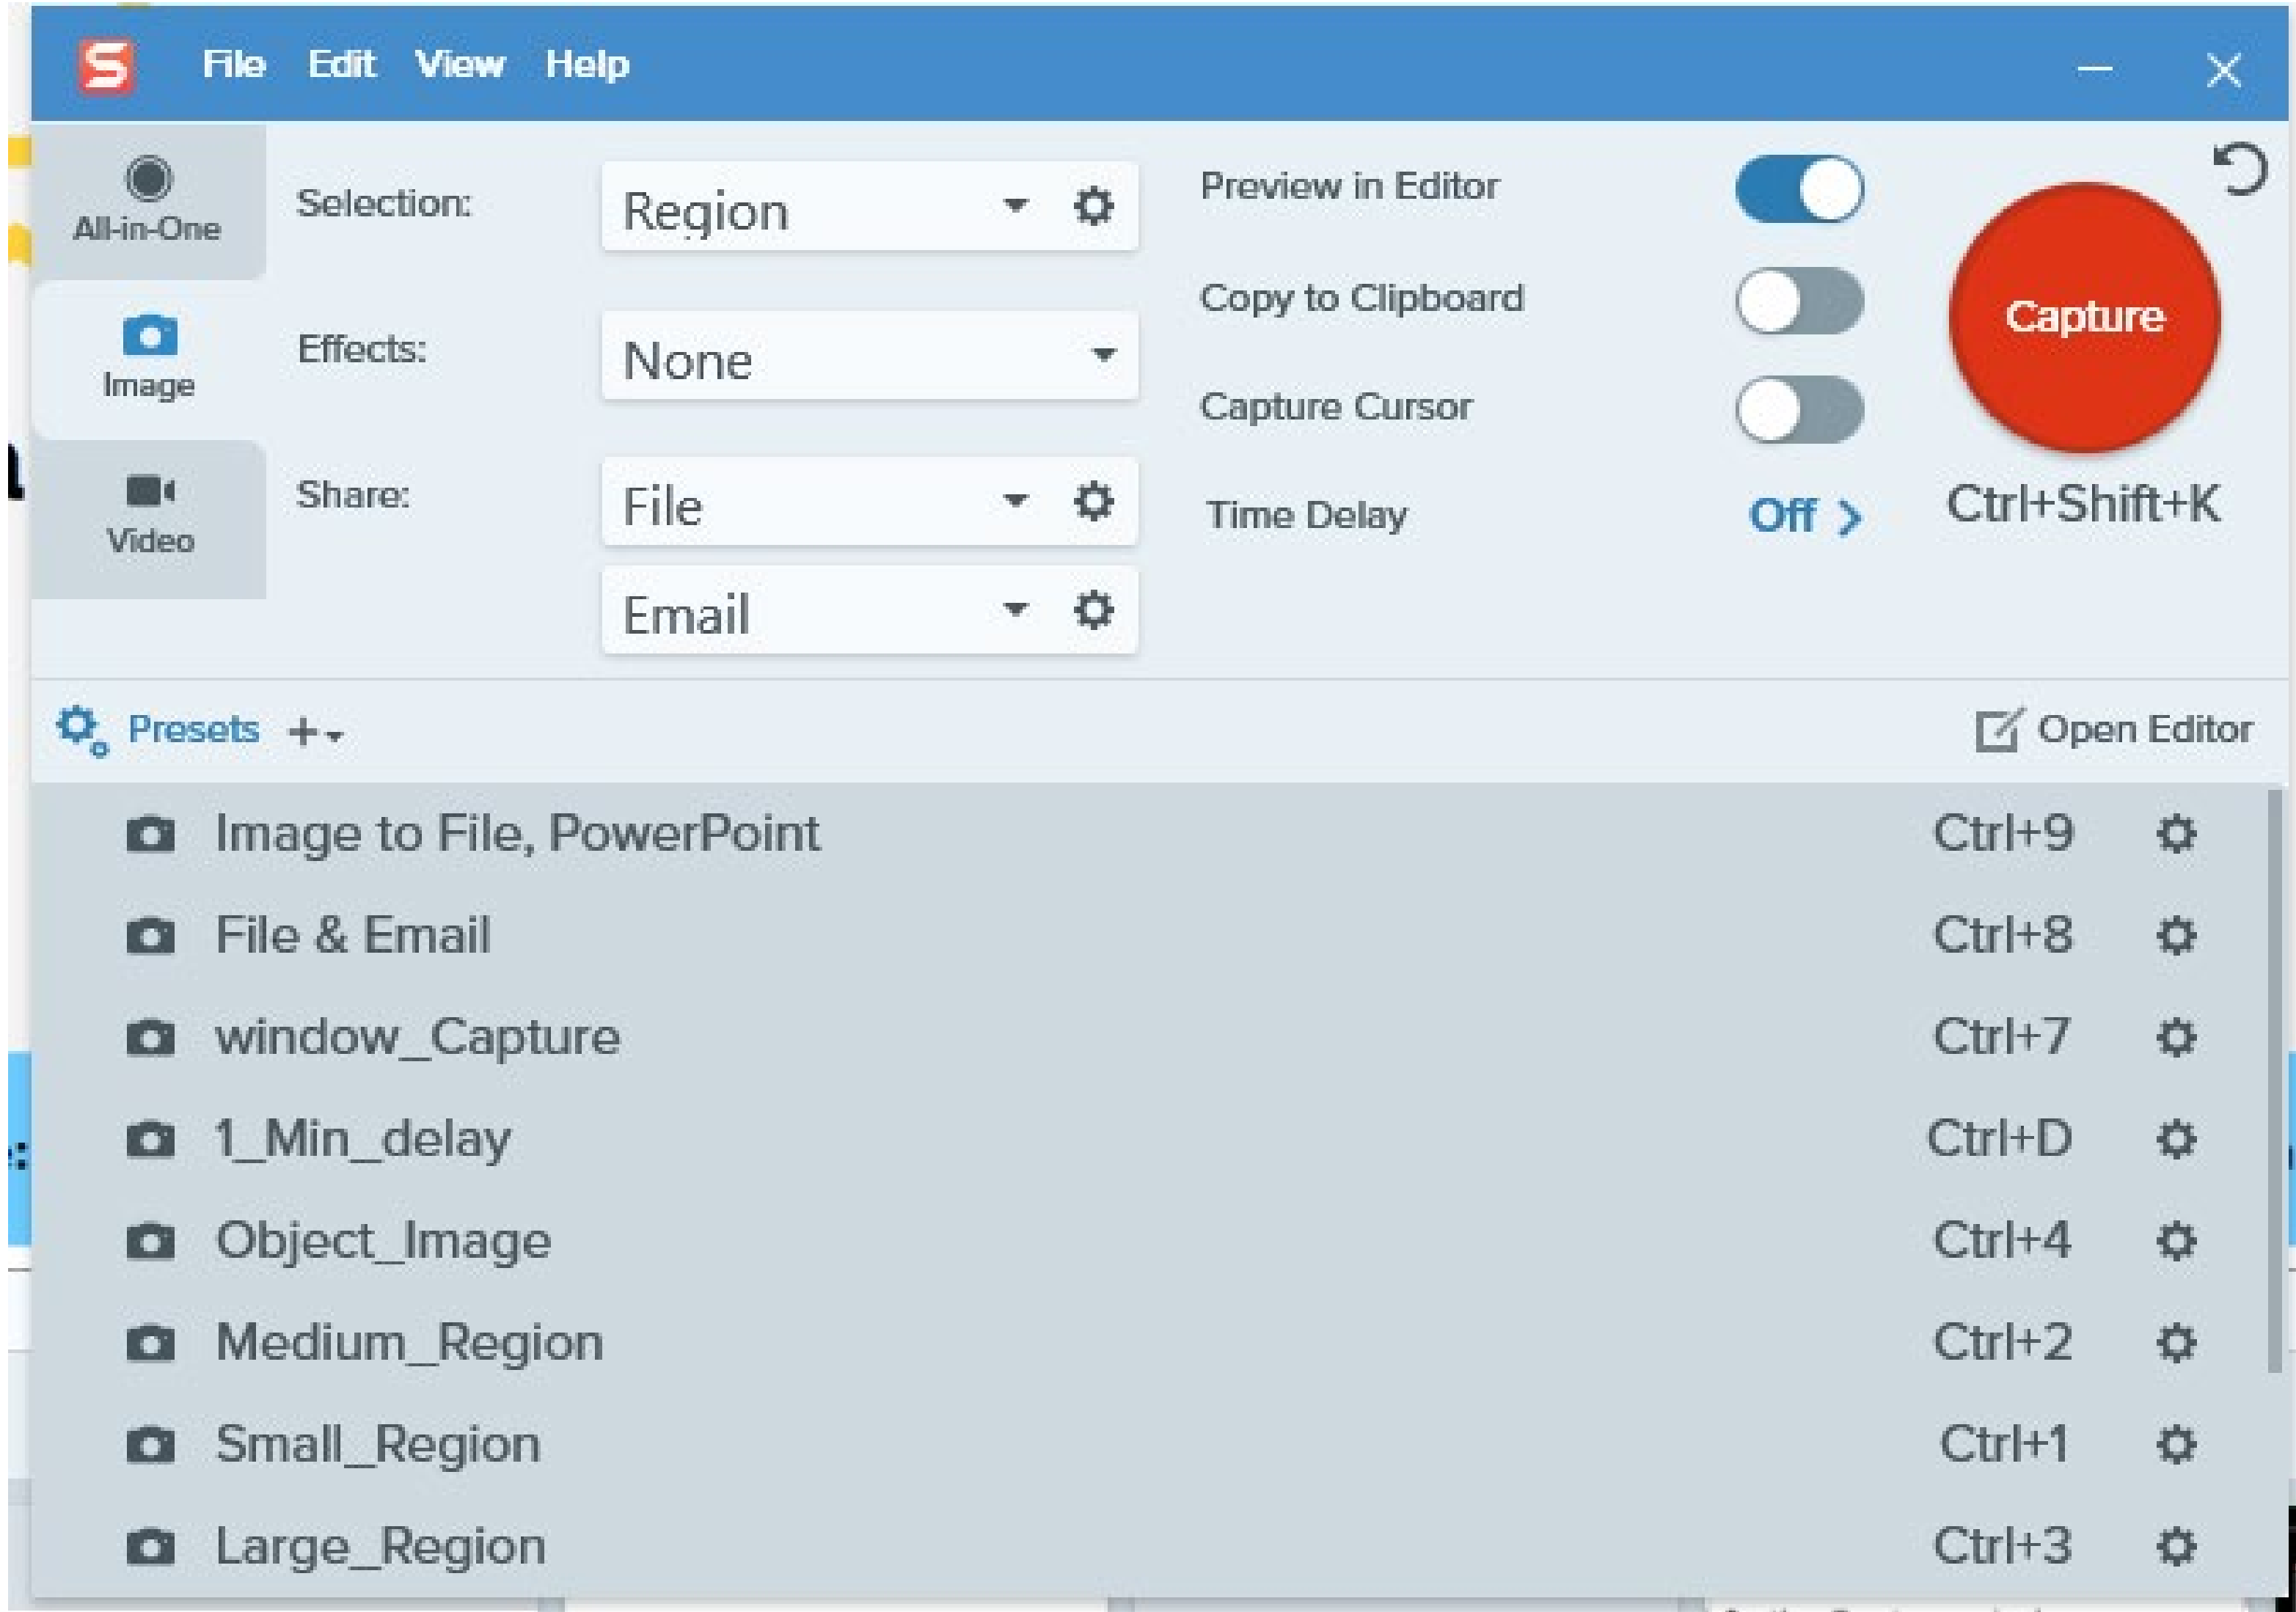 S File Edit View Help
All-in-One
Image
Video
Selection: Region
Effects: None
Share: File
Email
Preview in Editor
Copy to Clipboard
Capture Cursor
Time Delay Off >
Capture
Ctrl+Shift+K
Presets + Open Editor
Image to File, PowerPoint Ctrl+9
File & Email Ctrl+8
window_Capture Ctrl+7
1_Min_delay Ctrl+D
Object_Image Ctrl+4
Medium_Region Ctrl+2
Small_Region Ctrl+1
Large_Region Ctrl+3